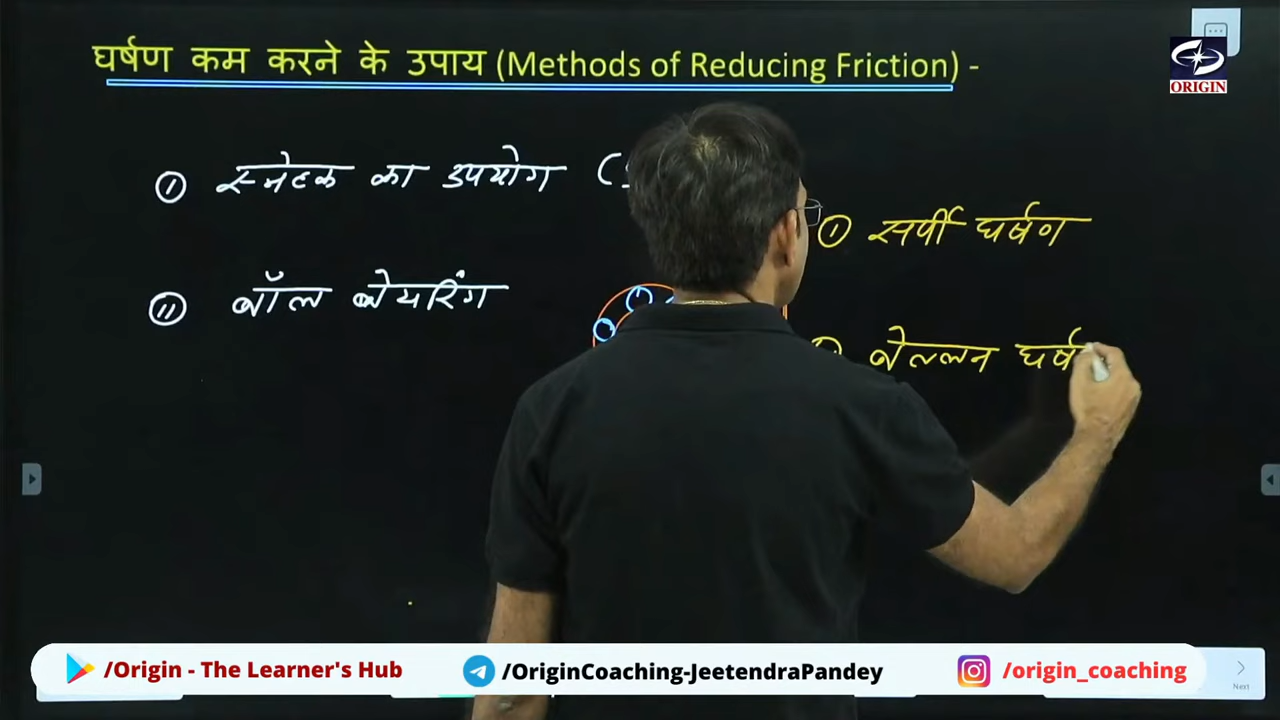 घर्षण कम करने के उपाय (Methods of Reducing Friction) -
ORIGIN
① स्नेहक का उपयोग (
① सर्पी घर्षण
⑪ बॉल बेयरिंग
बेल्लन घर्ष
/Origin - The Learner's Hub
/OriginCoaching-JeetendraPandey
/origin_coaching
Next